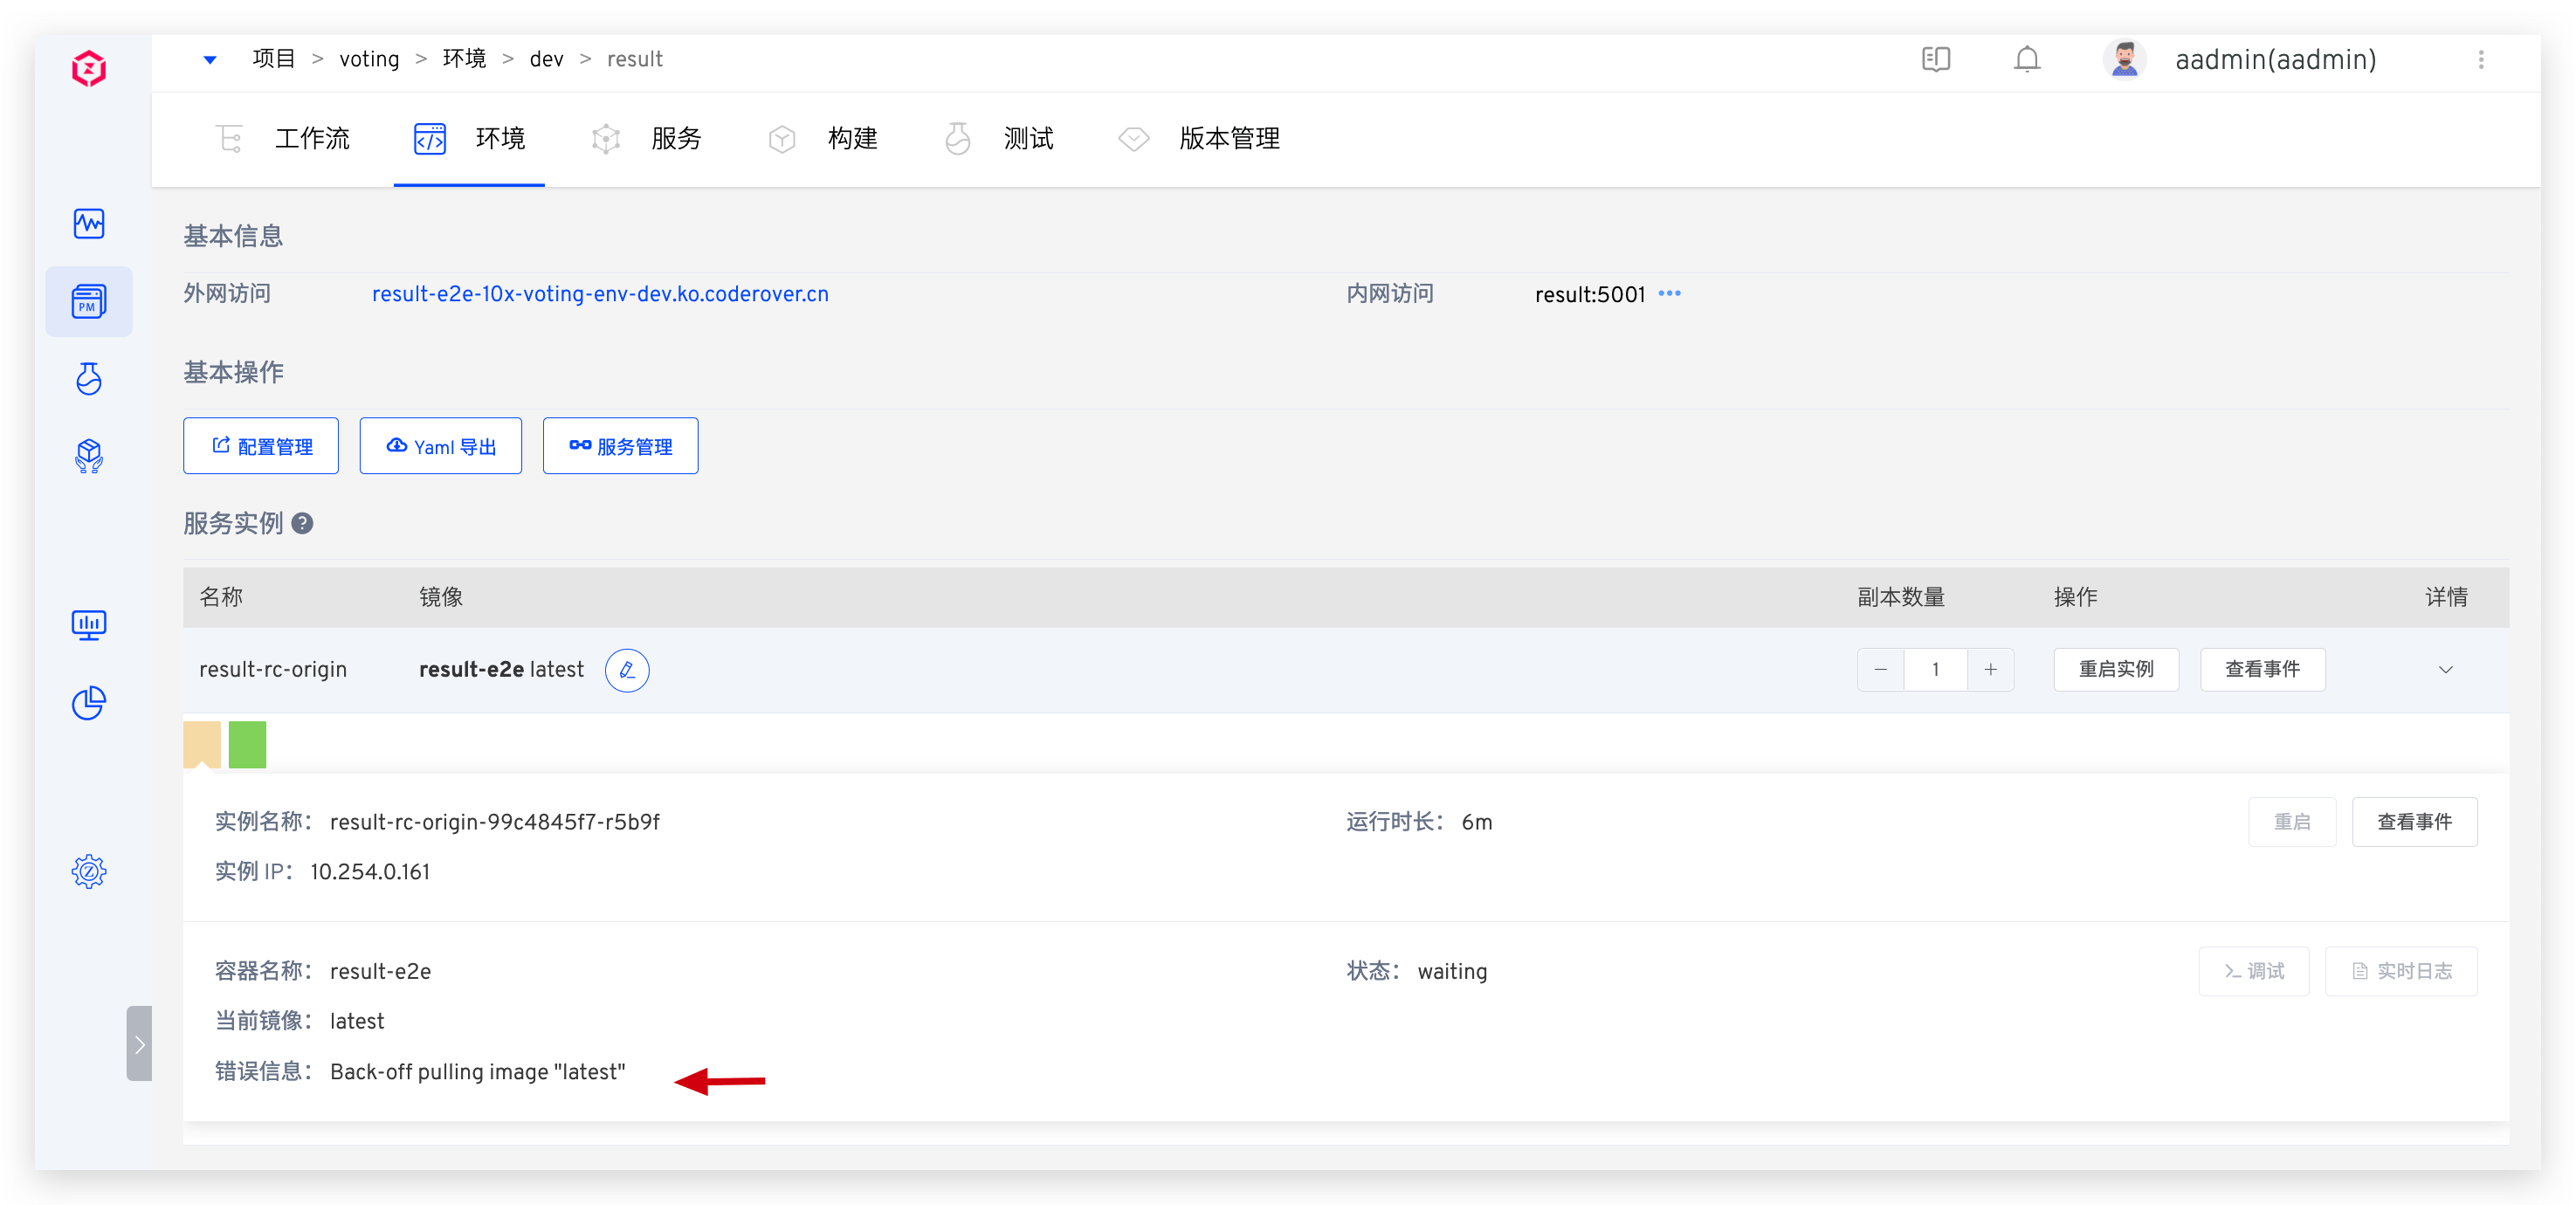 项目 > voting > 环境 > dev > result
aadmin(aadmin)
工作流 环境 服务 构建 测试 版本管理
PM
基本信息
外网访问 result-e2e-10x-voting-env-dev.ko.coderover.cn 内网访问 result:5001 •••
基本操作
配置管理 Yaml 导出 服务管理
服务实例 ?
名称 镜像 副本数量 操作 详情
result-rc-origin result-e2e latest − 1 + 重启实例 查看事件
实例名称： result-rc-origin-99c4845f7-r5b9f 运行时长： 6m 重启 查看事件
实例 IP： 10.254.0.161
容器名称： result-e2e 状态： waiting >_ 调试 实时日志
当前镜像： latest
错误信息： Back-off pulling image "latest"